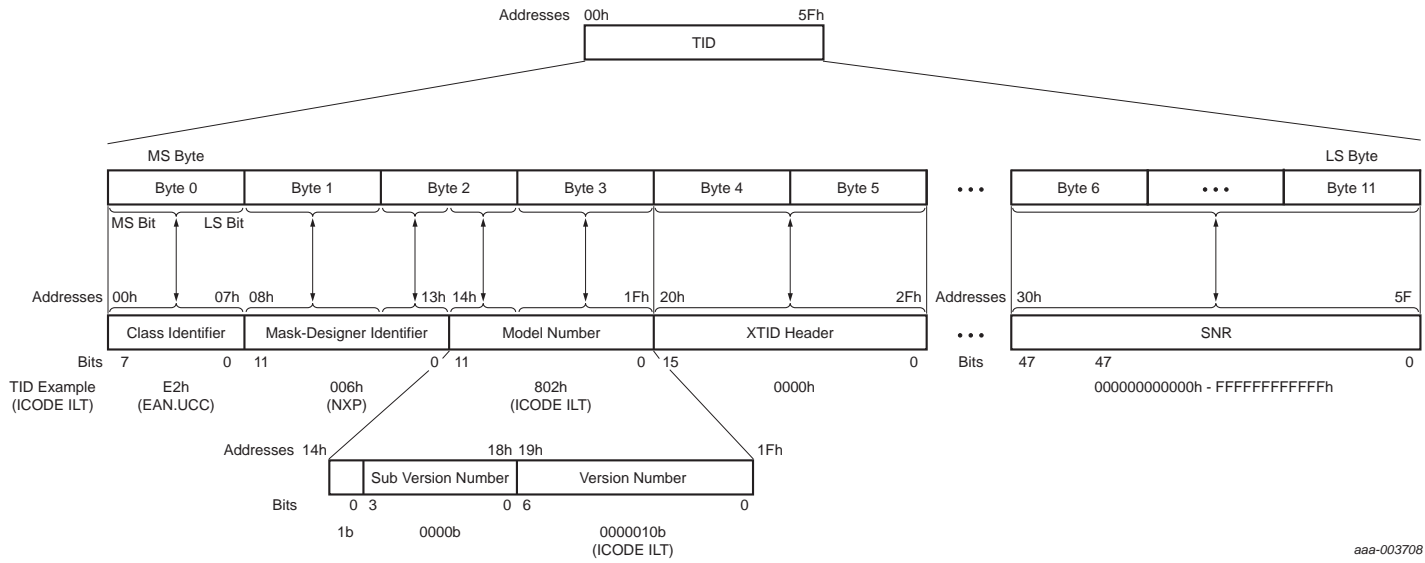 Addresses 00h 5Fh
TID
MS Byte LS Byte
Byte 0 Byte 1 Byte 2 Byte 3 Byte 4 Byte 5 • • • Byte 6 • • • Byte 11
MS Bit LS Bit
Addresses 00h 07h 08h 13h 14h 1Fh 20h 2Fh Addresses 30h 5F
Class Identifier Mask-Designer Identifier Model Number XTID Header • • • SNR
Bits 7 0 11 0 11 0 15 0 Bits 47 47 0
TID Example E2h 006h 802h 0000h 000000000000h - FFFFFFFFFFFFh
(ICODE ILT) (EAN.UCC) (NXP) (ICODE ILT)
Addresses 14h 18h 19h 1Fh
Sub Version Number Version Number
Bits 0 3 0 6 0
1b 0000b 0000010b
(ICODE ILT)
aaa-003708